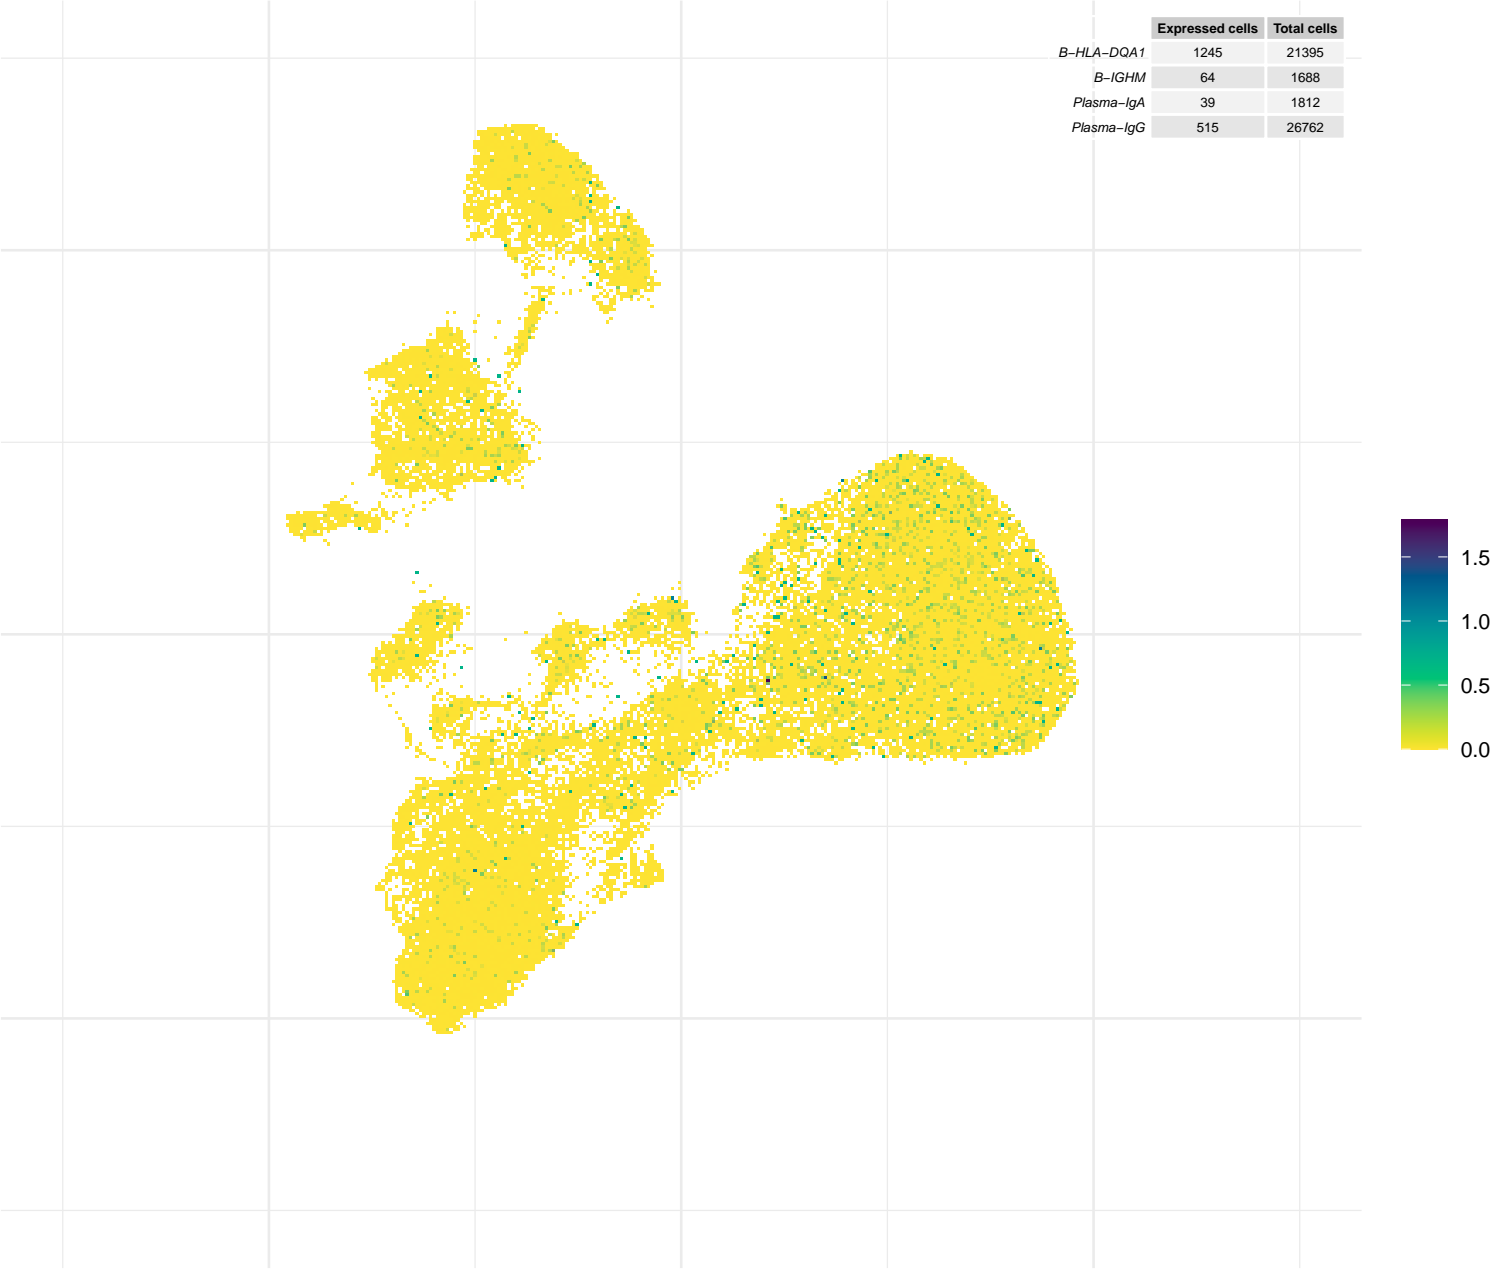 Expressed cells Total cells
B−HLA−DQA1 1245 21395
B−IGHM 64 1688
Plasma−IgA 39 1812
Plasma−IgG 515 26762
1.5
1.0
0.5
0.0